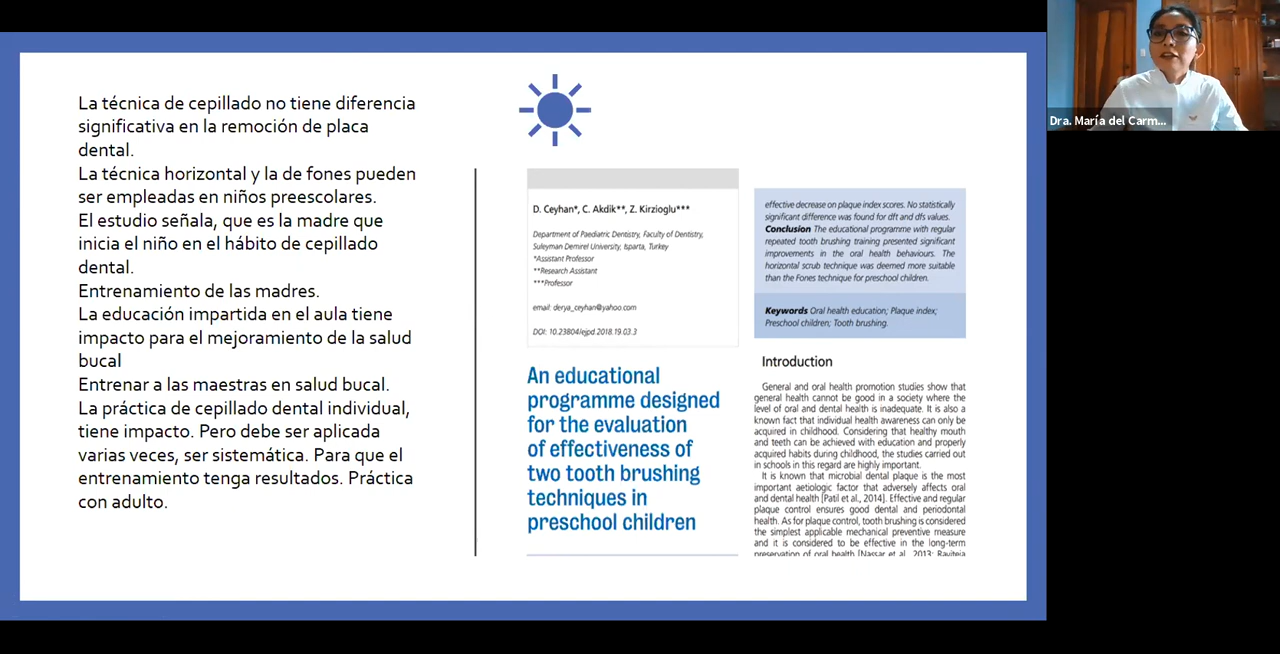 La técnica de cepillado no tiene diferencia
significativa en la remoción de placa
dental.
La técnica horizontal y la de fones pueden
ser empleadas en niños preescolares.
El estudio señala, que es la madre que
inicia el niño en el hábito de cepillado
dental.
Entrenamiento de las madres.
La educación impartida en el aula tiene
impacto para el mejoramiento de la salud
bucal
Entrenar a las maestras en salud bucal.
La práctica de cepillado dental individual,
tiene impacto. Pero debe ser aplicada
varias veces, ser sistemática. Para que el
entrenamiento tenga resultados. Práctica
con adulto.
D. Ceyhan*, C. Akdik**, Z. Kirzioglu***
Department of Paediatric Dentistry, Faculty of Dentistry,
Suleyman Demirel University, Isparta, Turkey
*Assistant Professor
**Research Assistant
***Professor
email: derya_ceyhan@yahoo.com
DOI: 10.23804/ejpd.2018.19.03.3
An educational
programme designed
for the evaluation
of effectiveness of
two tooth brushing
techniques in
preschool children
effective decrease on plaque index scores. No statistically
significant difference was found for dft and dfs values.
Conclusion The educational programme with regular
repeated tooth brushing training presented significant
improvements in the oral health behaviours. The
horizontal scrub technique was deemed more suitable
than the Fones technique for preschool children.
Keywords Oral health education; Plaque index;
Preschool children; Tooth brushing.
Introduction
General and oral health promotion studies show that
general health cannot be good in a society where the
level of oral and dental health is inadequate. It is also a
known fact that individual health awareness can only be
acquired in childhood. Considering that healthy mouth
and teeth can be achieved with education and properly
acquired habits during childhood, the studies carried out
in schools in this regard are highly important.
It is known that microbial dental plaque is the most
important aetiologic factor that adversely affects oral
and dental health [Patil et al., 2014]. Effective and regular
plaque control ensures good dental and periodontal
health. As for plaque control, tooth brushing is considered
the simplest applicable mechanical preventive measure
and it is considered to be effective in the long-term
preservation of oral health [Nassar et al., 2013; Raviteja
Dra. María del Carm...